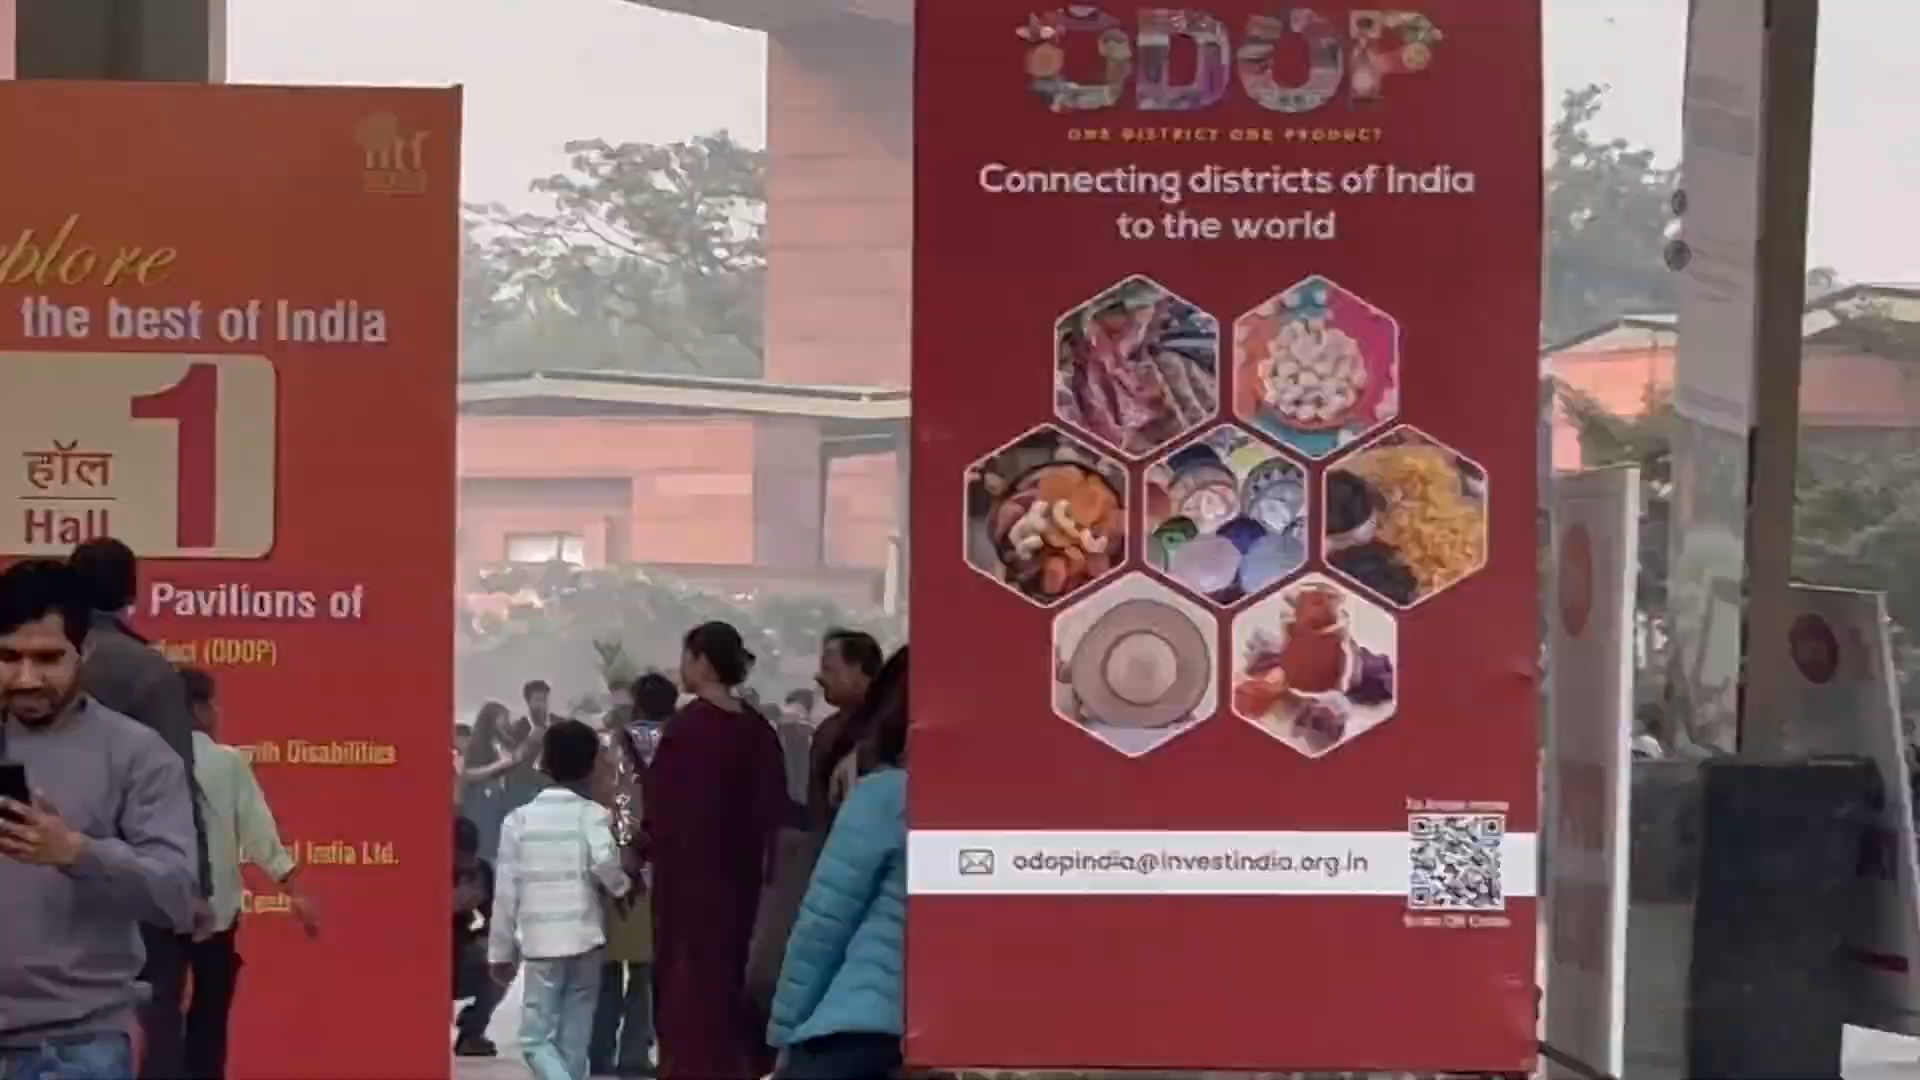 plore
the best of India
1
हॉल
Hall
Pavilions of
(ODOP)
with Disabilities
India Ltd.
ODOP
ONE DISTRICT ONE PRODUCT
Connecting districts of India
to the world
odopindia@investindia.org.in